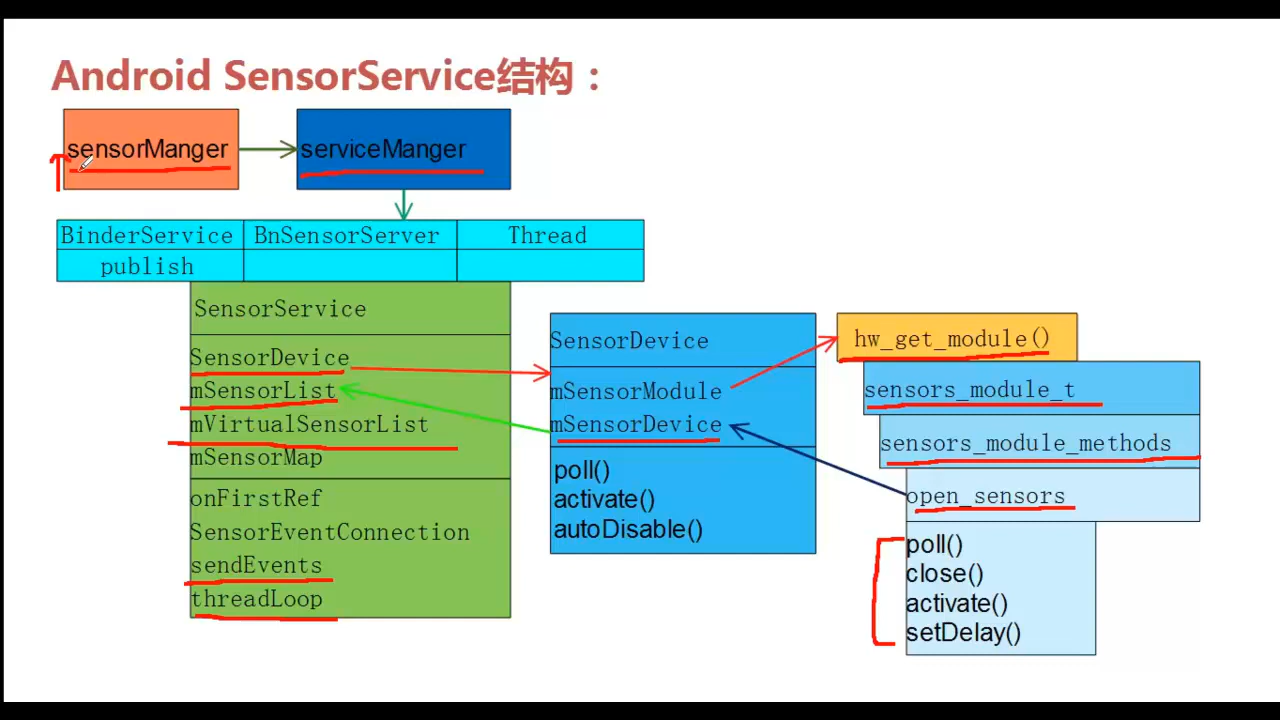 Android SensorService结构：
sensorManger
serviceManger
BinderService
BnSensorServer
Thread
publish
SensorService
SensorDevice
mSensorList
mVirtualSensorList
mSensorMap
onFirstRef
SensorEventConnection
sendEvents
threadLoop
SensorDevice
mSensorModule
mSensorDevice
poll()
activate()
autoDisable()
hw_get_module()
sensors_module_t
sensors_module_methods
open_sensors
poll()
close()
activate()
setDelay()